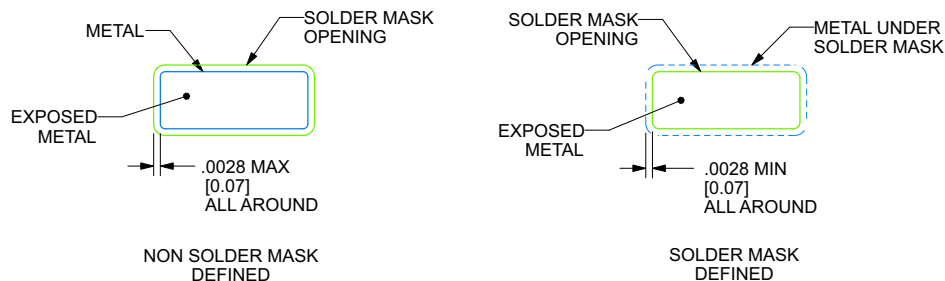 METAL
SOLDER MASK
OPENING
EXPOSED
METAL
.0028 MAX
[0.07]
ALL AROUND
NON SOLDER MASK
DEFINED
SOLDER MASK
OPENING
METAL UNDER
SOLDER MASK
EXPOSED
METAL
.0028 MIN
[0.07]
ALL AROUND
SOLDER MASK
DEFINED